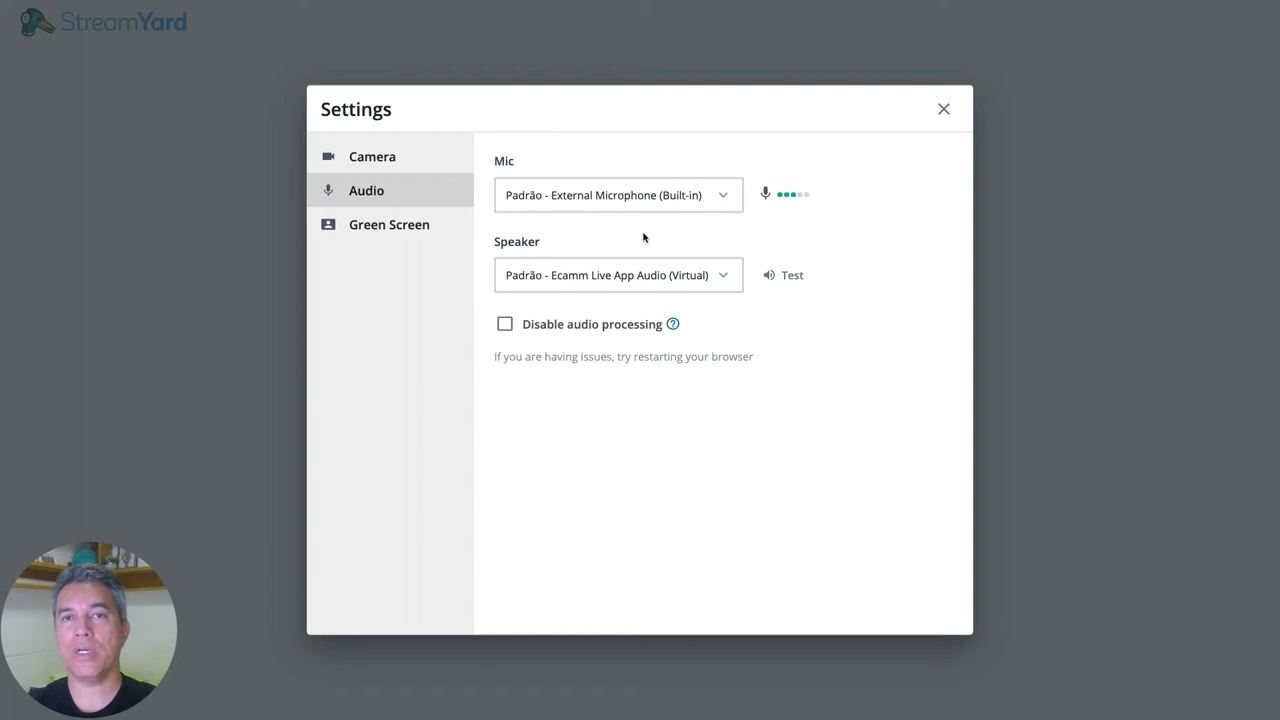 StreamYard
Settings
Camera
Audio
Green Screen
Mic
Padrão - External Microphone (Built-in)
Speaker
Padrão - Ecamm Live App Audio (Virtual)
Test
Disable audio processing ?
If you are having issues, try restarting your browser